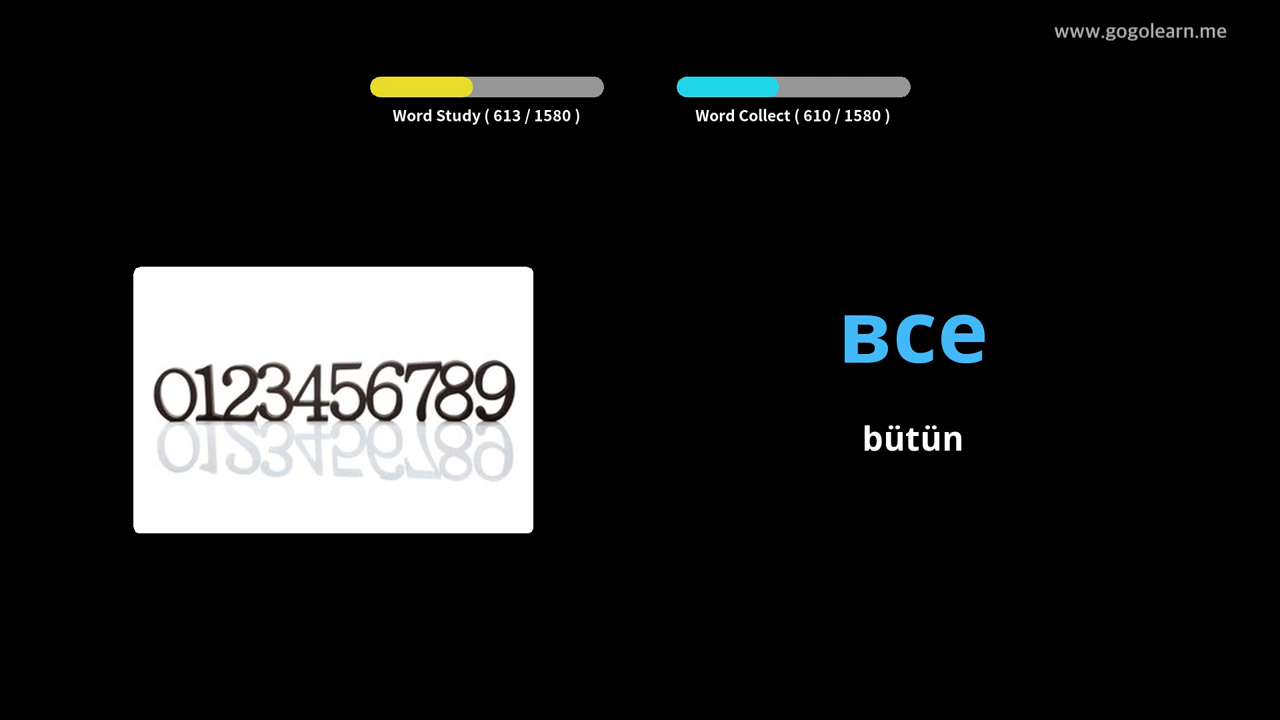 www.gogolearn.me
Word Study ( 613 / 1580 )
Word Collect ( 610 / 1580 )
0123456789
все
bütün